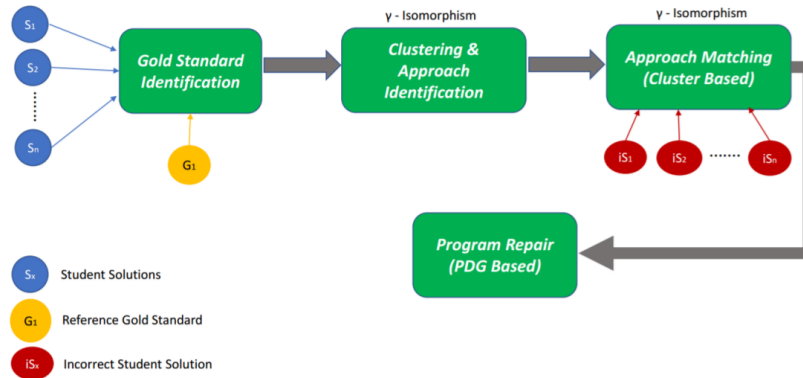 γ - Isomorphism
γ - Isomorphism
S1
S2
Sn
Gold Standard
Identification
Clustering &
Approach
Identification
Approach Matching
(Cluster Based)
G1
iS1
iS2
.......
iSn
Program Repair
(PDG Based)
Sx
Student Solutions
G1
Reference Gold Standard
iSx
Incorrect Student Solution